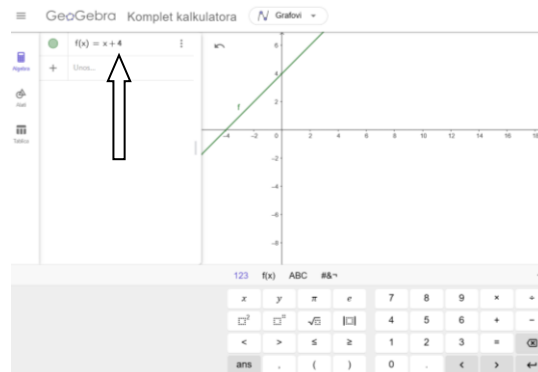 GeoGebra Komplet kalkulatora Grafovi
f(x) = x + 4
Algebra
+ Unos...
Alati
Tablica
6
4
2
f
-4 -2 0 2 4 6 8 10 12 14 16 18
-2
-4
-6
-8
123 f(x) ABC #&¬
x y π e 7 8 9 × ÷
4 5 6 + −
< > ≤ ≥ 1 2 3 =
ans , ( ) 0 . < >